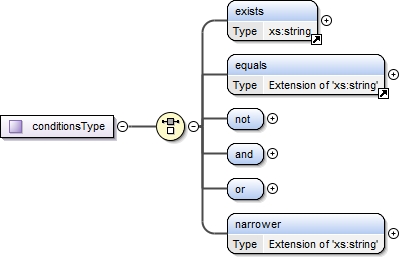 exists
Type xs:string
equals
Type Extension of 'xs:string'
not
conditionsType
and
or
narrower
Type Extension of 'xs:string'